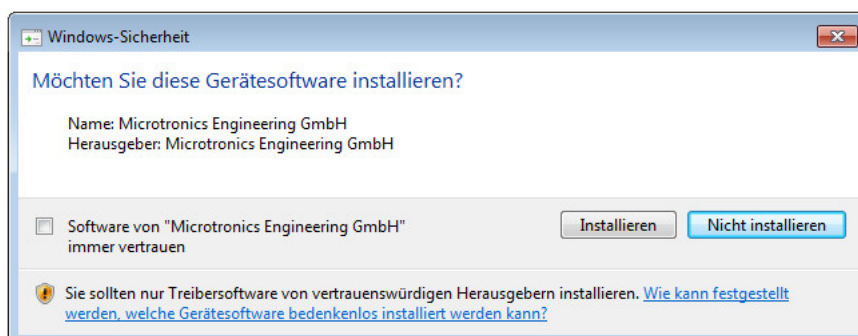 Windows-Sicherheit
Möchten Sie diese Gerätesoftware installieren?
Name: Microtronics Engineering GmbH
Herausgeber: Microtronics Engineering GmbH
Software von "Microtronics Engineering GmbH"
immer vertrauen
Installieren
Nicht installieren
Sie sollten nur Treibersoftware von vertrauenswürdigen Herausgebern installieren. Wie kann festgestellt
werden, welche Gerätesoftware bedenkenlos installiert werden kann?